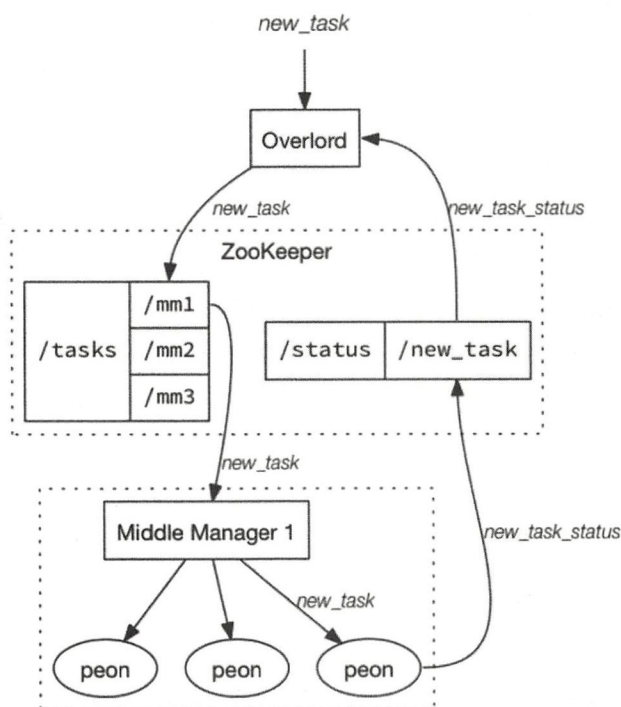 new_task
Overlord
new_task
new_task_status
ZooKeeper
/tasks
/mm1
/mm2
/mm3
/status
/new_task
new_task
Middle Manager 1
new_task_status
new_task
peon
peon
peon